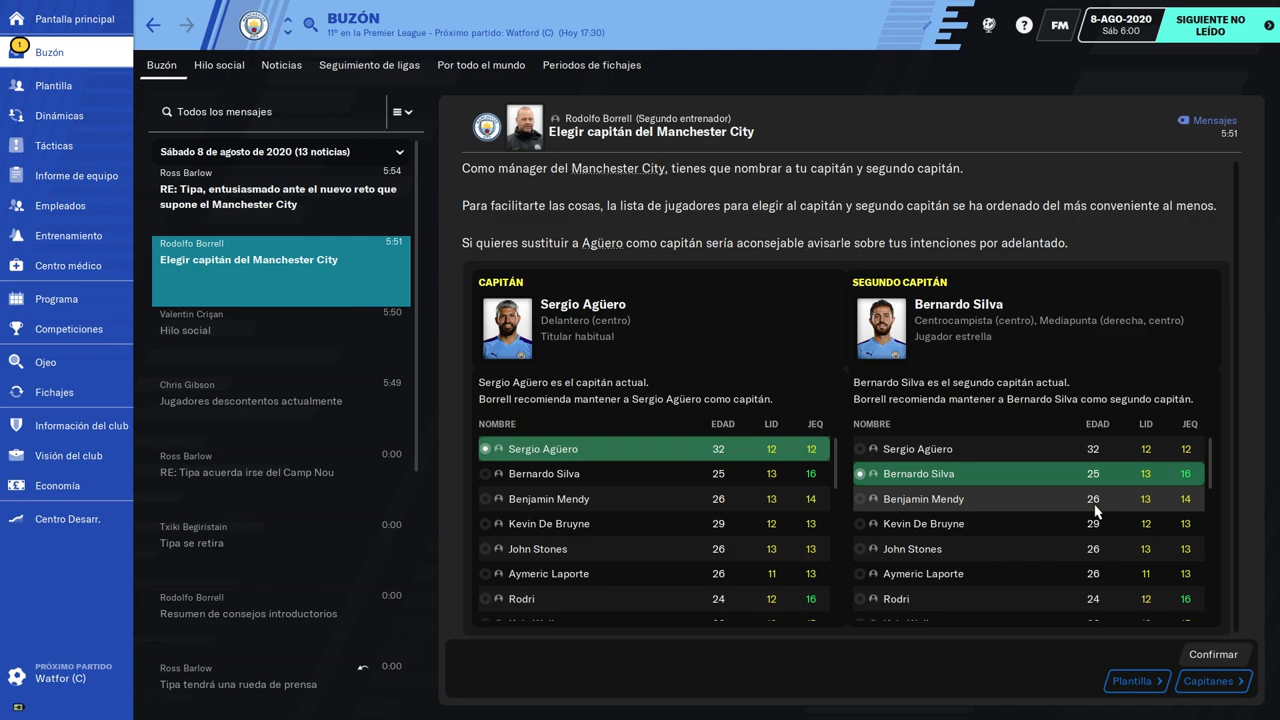 Pantalla principal
1
Buzón
Plantilla
Dinámicas
Tácticas
Informe de equipo
Empleados
Entrenamiento
Centro médico
Programa
Competiciones
Ojeo
Fichajes
Información del club
Visión del club
Economía
Centro Desarr.
PRÓXIMO PARTIDO
Watfor (C)
BUZÓN
11º en la Premier League - Próximo partido: Watford (C) (Hoy 17:30)
?
FM
8-AGO-2020
Sáb 6:00
SIGUIENTE NO
LEÍDO
Buzón Hilo social Noticias Seguimiento de ligas Por todo el mundo Periodos de fichajes
Todos los mensajes
Sábado 8 de agosto de 2020 (13 noticias)
Ross Barlow 5:54
RE: Tipa, entusiasmado ante el nuevo reto que
supone el Manchester City
Rodolfo Borrell 5:51
Elegir capitán del Manchester City
Valentin Crişan 5:50
Hilo social
Chris Gibson 5:49
Jugadores descontentos actualmente
Ross Barlow 0:00
RE: Tipa acuerda irse del Camp Nou
Txiki Begiristain 0:00
Tipa se retira
Rodolfo Borrell 0:00
Resumen de consejos introductorios
Ross Barlow 0:00
Tipa tendrá una rueda de prensa
Rodolfo Borrell (Segundo entrenador)
Elegir capitán del Manchester City
Mensajes
5:51
Como mánager del Manchester City, tienes que nombrar a tu capitán y segundo capitán.
Para facilitarte las cosas, la lista de jugadores para elegir al capitán y segundo capitán se ha ordenado del más conveniente al menos.
Si quieres sustituir a Agüero como capitán sería aconsejable avisarle sobre tus intenciones por adelantado.
CAPITÁN
Sergio Agüero
Delantero (centro)
Titular habitual
Sergio Agüero es el capitán actual.
Borrell recomienda mantener a Sergio Agüero como capitán.
NOMBRE EDAD LID JEQ
Sergio Agüero 32 12 12
Bernardo Silva 25 13 16
Benjamin Mendy 26 13 14
Kevin De Bruyne 29 12 13
John Stones 26 13 13
Aymeric Laporte 26 11 13
Rodri 24 12 16
SEGUNDO CAPITÁN
Bernardo Silva
Centrocampista (centro), Mediapunta (derecha, centro)
Jugador estrella
Bernardo Silva es el segundo capitán actual.
Borrell recomienda mantener a Bernardo Silva como segundo capitán.
NOMBRE EDAD LID JEQ
Sergio Agüero 32 12 12
Bernardo Silva 25 13 16
Benjamin Mendy 26 13 14
Kevin De Bruyne 29 12 13
John Stones 26 13 13
Aymeric Laporte 26 11 13
Rodri 24 12 16
Confirmar
Plantilla
Capitanes